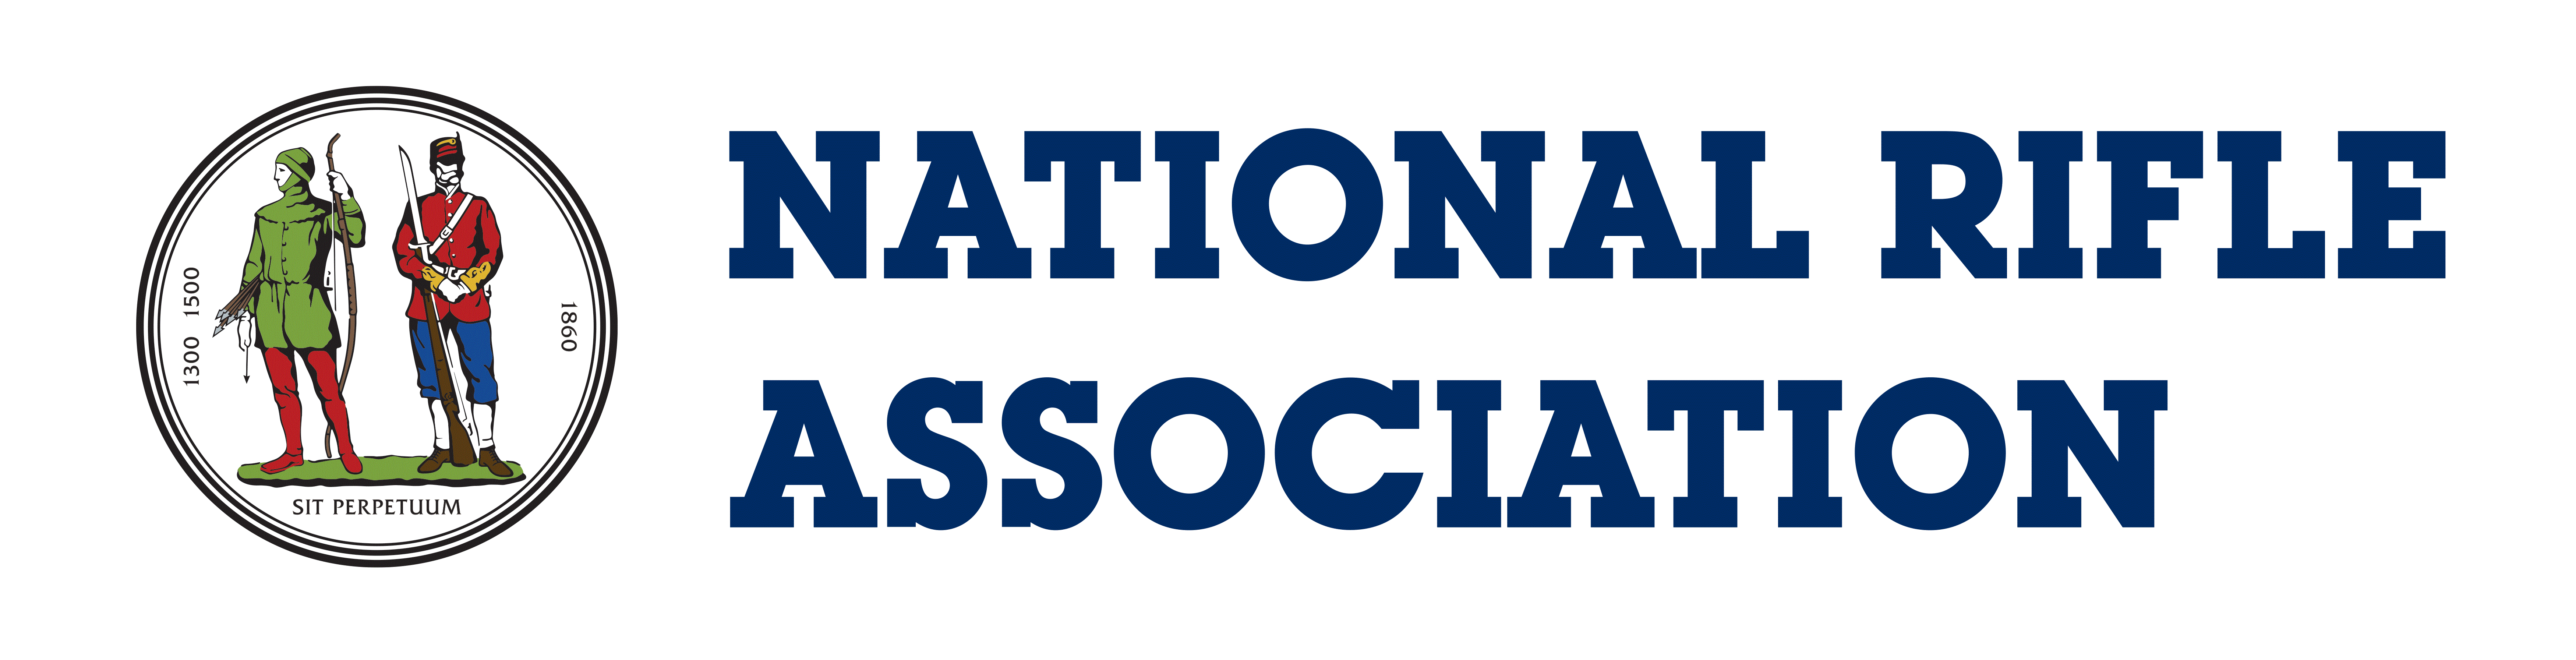 1300 1500
1860
SIT PERPETUUM
NATIONAL RIFLE
ASSOCIATION